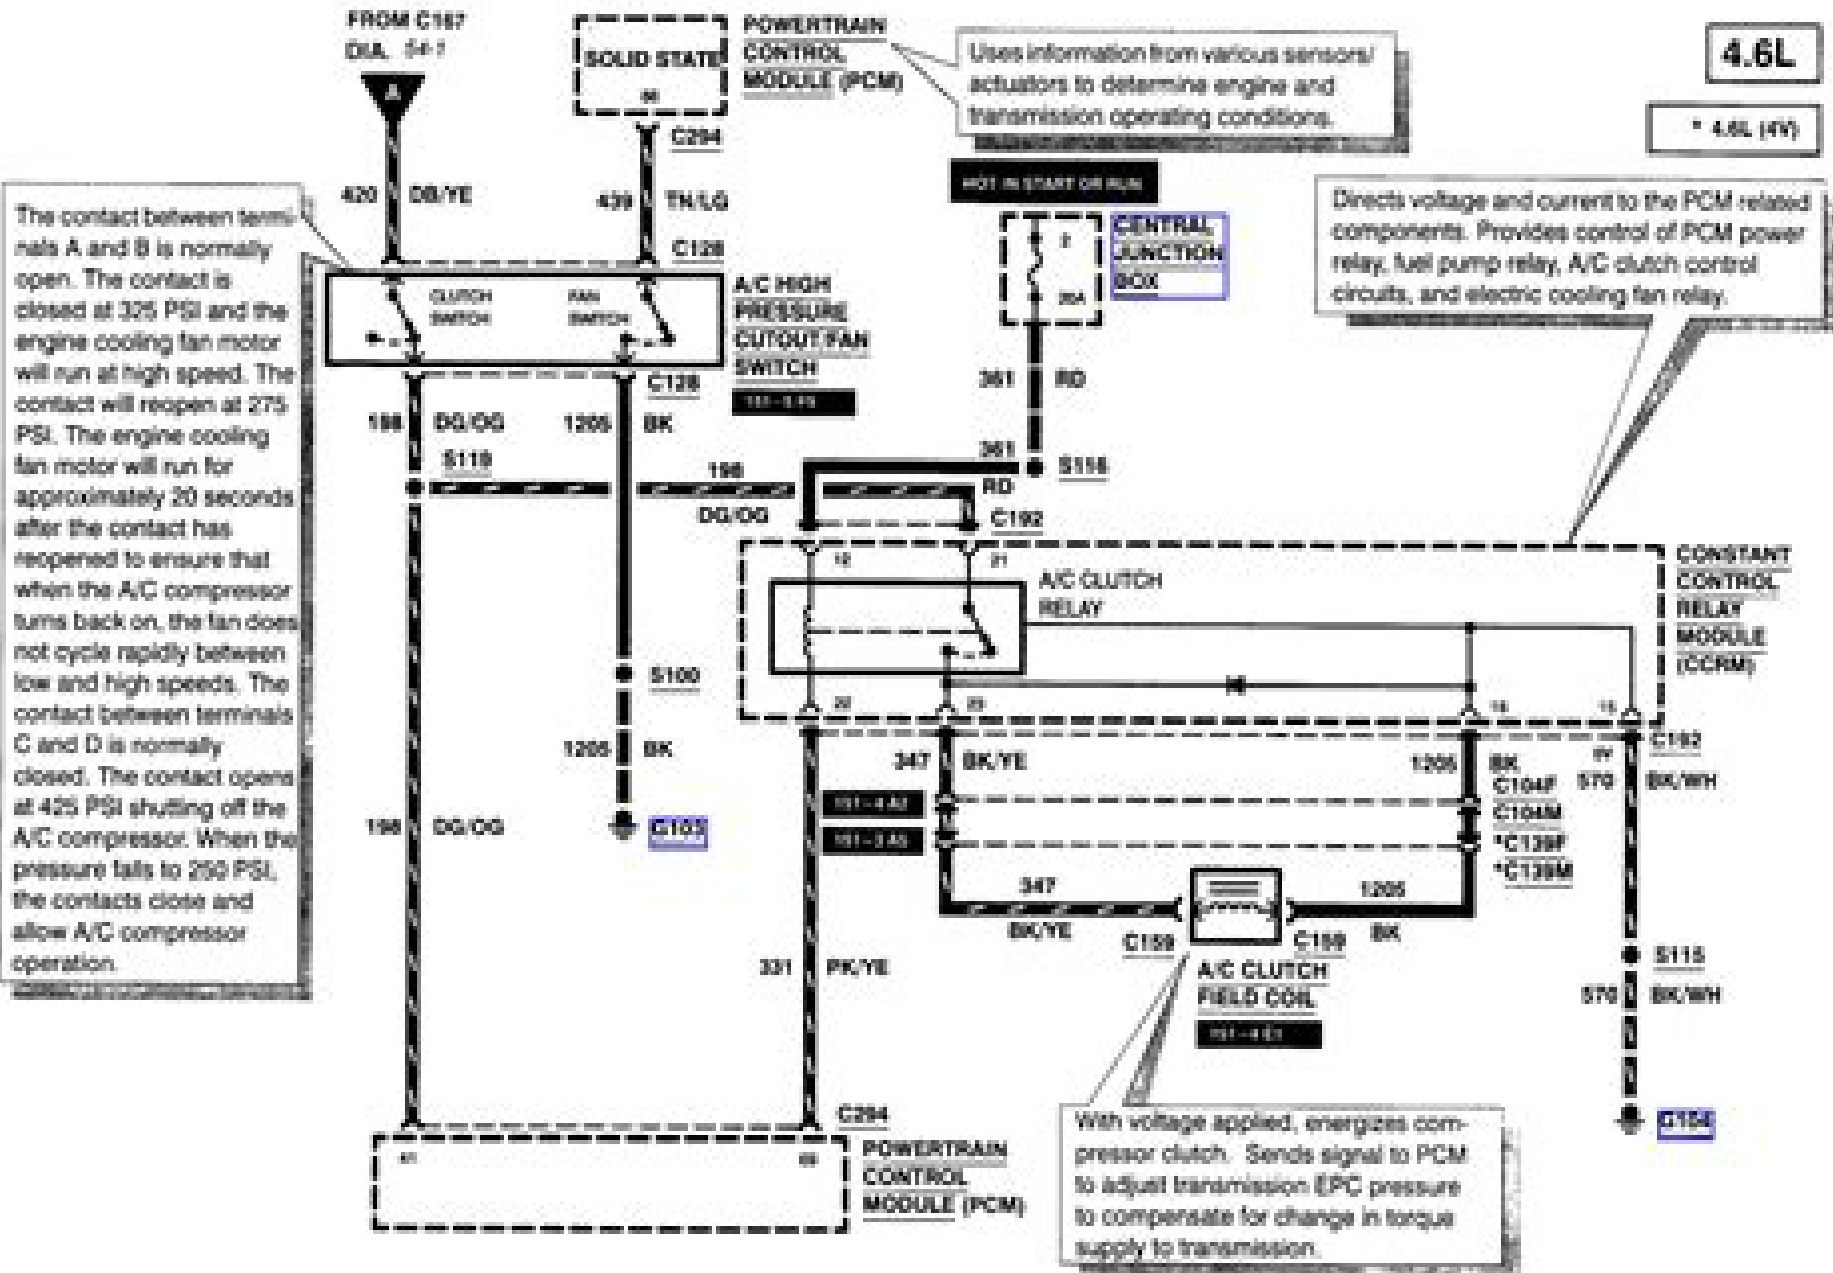 FROM C167
DIA. 54-1
A
SOLID STATE
POWERTRAIN
CONTROL
MODULE (PCM)
Uses information from various sensors/
actuators to determine engine and
transmission operating conditions.
4.6L
* 4.6L (4V)
C294
420 DB/YE
439 TN/LG
HOT IN START OR RUN
2
20A
CENTRAL
JUNCTION
BOX
Directs voltage and current to the PCM related
components. Provides control of PCM power
relay, fuel pump relay, A/C clutch control
circuits, and electric cooling fan relay.
The contact between termi-
nals A and B is normally
open. The contact is
closed at 325 PSI and the
engine cooling fan motor
will run at high speed. The
contact will reopen at 275
PSI. The engine cooling
fan motor will run for
approximately 20 seconds
after the contact has
reopened to ensure that
when the A/C compressor
turns back on, the fan does
not cycle rapidly between
low and high speeds. The
contact between terminals
C and D is normally
closed. The contact opens
at 425 PSI shutting off the
A/C compressor. When the
pressure falls to 250 PSI,
the contacts close and
allow A/C compressor
operation.
C128
CLUTCH
SWITCH
FAN
SWITCH
A/C HIGH
PRESSURE
CUTOUT/FAN
SWITCH
C128
198 DG/OG
1205 BK
361 RD
S119
198
DG/OG
361
RD
S116
C192
12
21
A/C CLUTCH
RELAY
CONSTANT
CONTROL
RELAY
MODULE
(CCRM)
S100
22
23
16
15
C192
1205 BK
347 BK/YE
1205 BK
570 BK/WH
C104F
C104M
*C139F
*C139M
G103
198 DG/OG
347
BK/YE
1205
BK
C159
C159
A/C CLUTCH
FIELD COIL
331 PK/YE
S115
570 BK/WH
C294
41
69
POWERTRAIN
CONTROL
MODULE (PCM)
With voltage applied, energizes com-
pressor clutch. Sends signal to PCM
to adjust transmission EPC pressure
to compensate for change in torque
supply to transmission.
G104